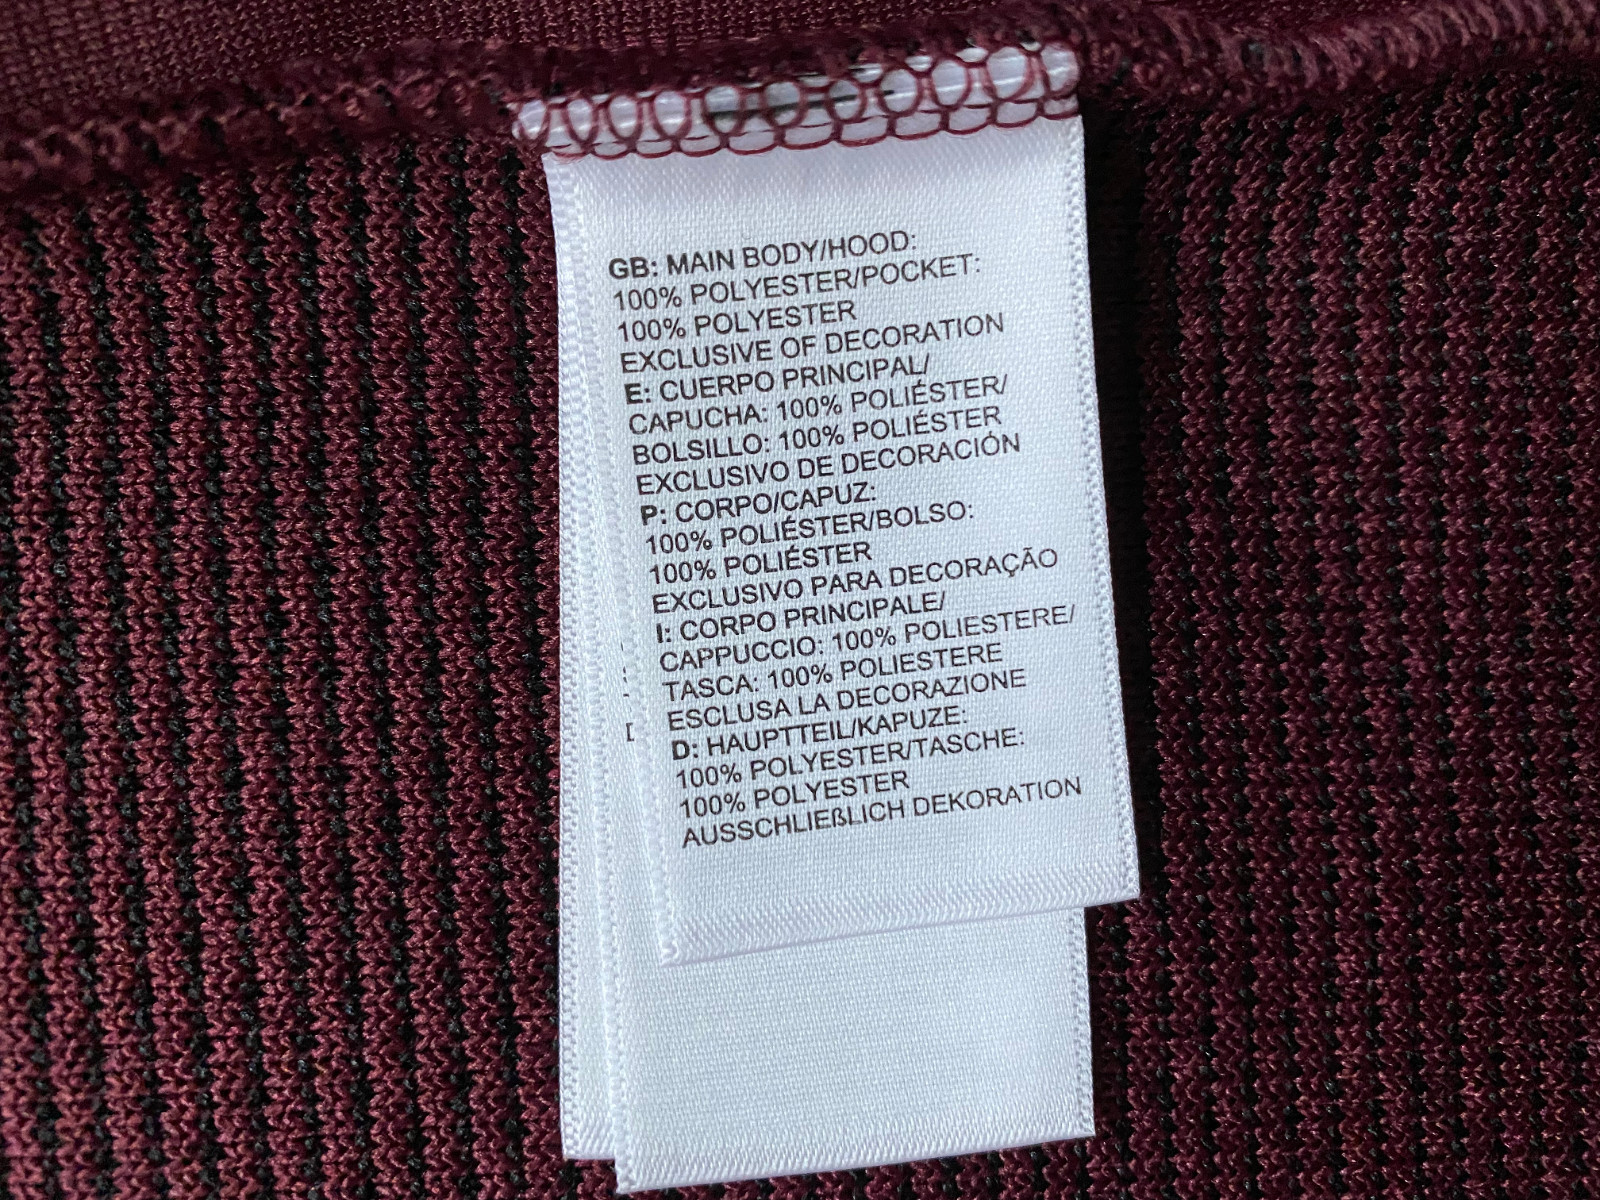 GB: MAIN BODY/HOOD:
100% POLYESTER/POCKET:
100% POLYESTER
EXCLUSIVE OF DECORATION
E: CUERPO PRINCIPAL/
CAPUCHA: 100% POLIÉSTER/
BOLSILLO: 100% POLIÉSTER
EXCLUSIVO DE DECORACIÓN
P: CORPO/CAPUZ:
100% POLIÉSTER/BOLSO:
100% POLIÉSTER
EXCLUSIVO PARA DECORAÇÃO
I: CORPO PRINCIPALE/
CAPPUCCIO: 100% POLIESTERE/
TASCA: 100% POLIESTERE
ESCLUSA LA DECORAZIONE
D: HAUPTTEIL/KAPUZE:
100% POLYESTER/TASCHE:
100% POLYESTER
AUSSCHLIEßLICH DEKORATION